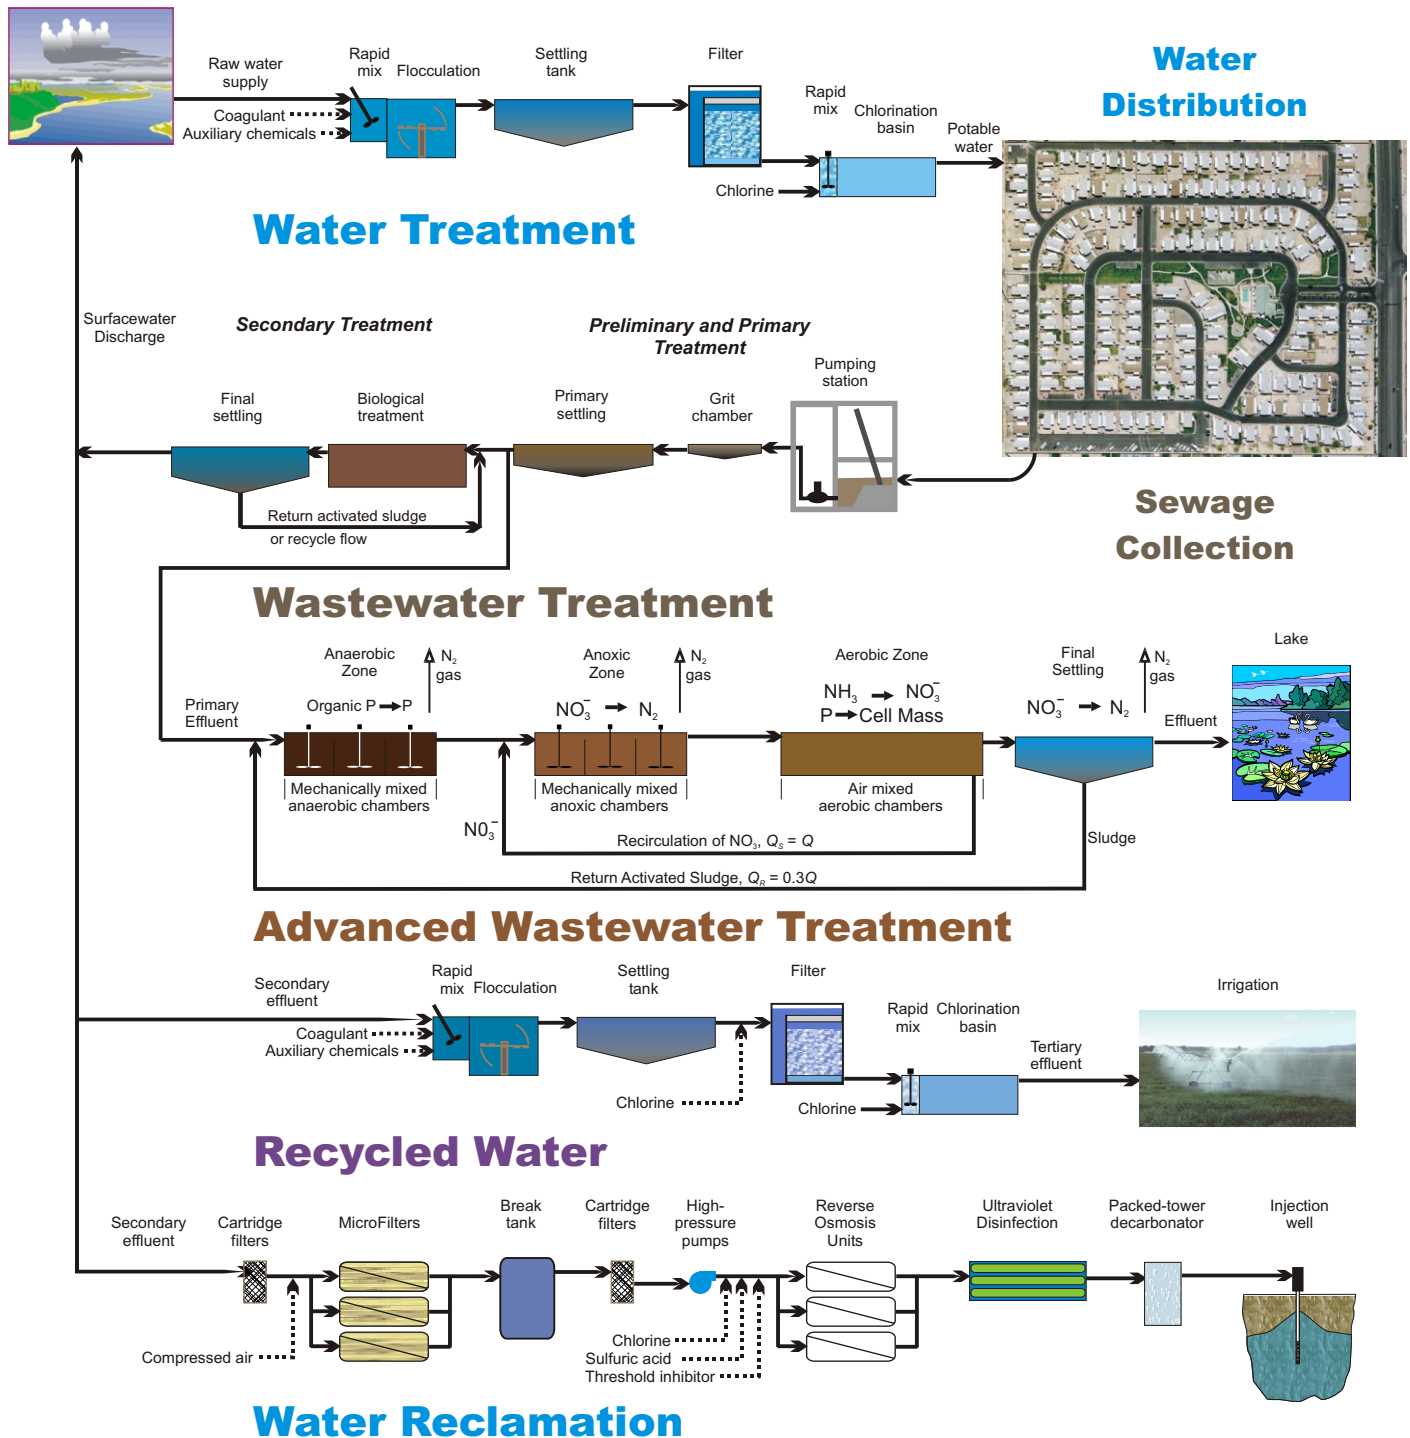 Rapid
mix
Flocculation
Settling
tank
Filter
Raw water
supply
Coagulant
Auxiliary chemicals
Rapid
mix
Chlorination
basin
Potable
water
Chlorine
Water
Distribution
Water Treatment
Surfacewater
Discharge
Secondary Treatment
Preliminary and Primary
Treatment
Final
settling
Biological
treatment
Primary
settling
Grit
chamber
Pumping
station
Return activated sludge
or recycle flow
Sewage
Collection
Wastewater Treatment
Primary
Effluent
Anaerobic
Zone
N₂
gas
Organic P → P
Mechanically mixed
anaerobic chambers
Anoxic
Zone
N₂
gas
NO₃⁻ → N₂
Mechanically mixed
anoxic chambers
Aerobic Zone
NH₃ → NO₃⁻
P → Cell Mass
Air mixed
aerobic chambers
Final
Settling
N₂
gas
NO₃⁻ → N₂
Effluent
Lake
N0₃⁻
Recirculation of NO₃, Qₛ = Q
Sludge
Return Activated Sludge, Q_R = 0.3Q
Advanced Wastewater Treatment
Secondary
effluent
Coagulant
Auxiliary chemicals
Rapid
mix
Flocculation
Settling
tank
Chlorine
Filter
Chlorine
Rapid
mix
Chlorination
basin
Tertiary
effluent
Irrigation
Recycled Water
Secondary
effluent
Cartridge
filters
MicroFilters
Break
tank
Cartridge
filters
High-
pressure
pumps
Reverse
Osmosis
Units
Ultraviolet
Disinfection
Packed-tower
decarbonator
Injection
well
Compressed air
Chlorine
Sulfuric acid
Threshold inhibitor
Water Reclamation